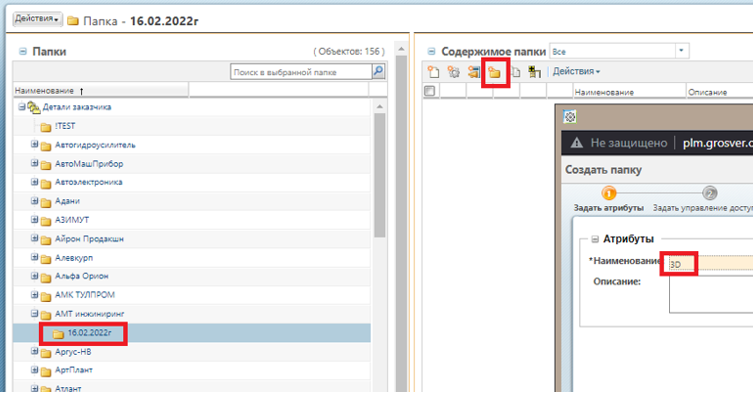 Действия
Папка - 16.02.2022г
Папки
( Объектов: 156 )
Поиск в выбранной папке
Наименование ↑
Детали заказчика
!TEST
Автогидроусилитель
АвтоМашПрибор
Автоэлектроника
Адани
АЗИМУТ
Айрон Продакшн
Алевкурп
Альфа Орион
АМК ТУЛПРОМ
АМТ инжиниринг
16.02.2022г
Аргус-НВ
АртПлант
Атлант
Содержимое папки
Все
Действия
Наименование
Описание
Не защищено
plm.grosver.c
Создать папку
1
2
Задать атрибуты
Задать управление досту
Атрибуты
*Наименование
3D
Описание: